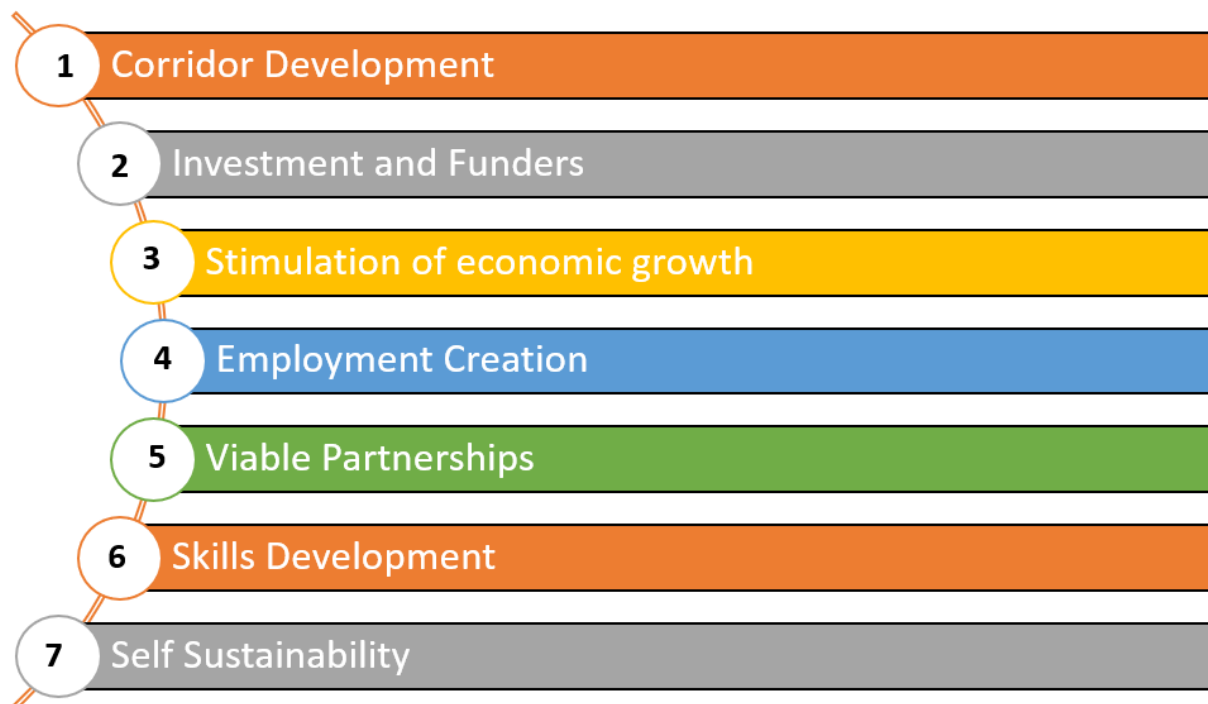 1 Corridor Development
2 Investment and Funders
3 Stimulation of economic growth
4 Employment Creation
5 Viable Partnerships
6 Skills Development
7 Self Sustainability